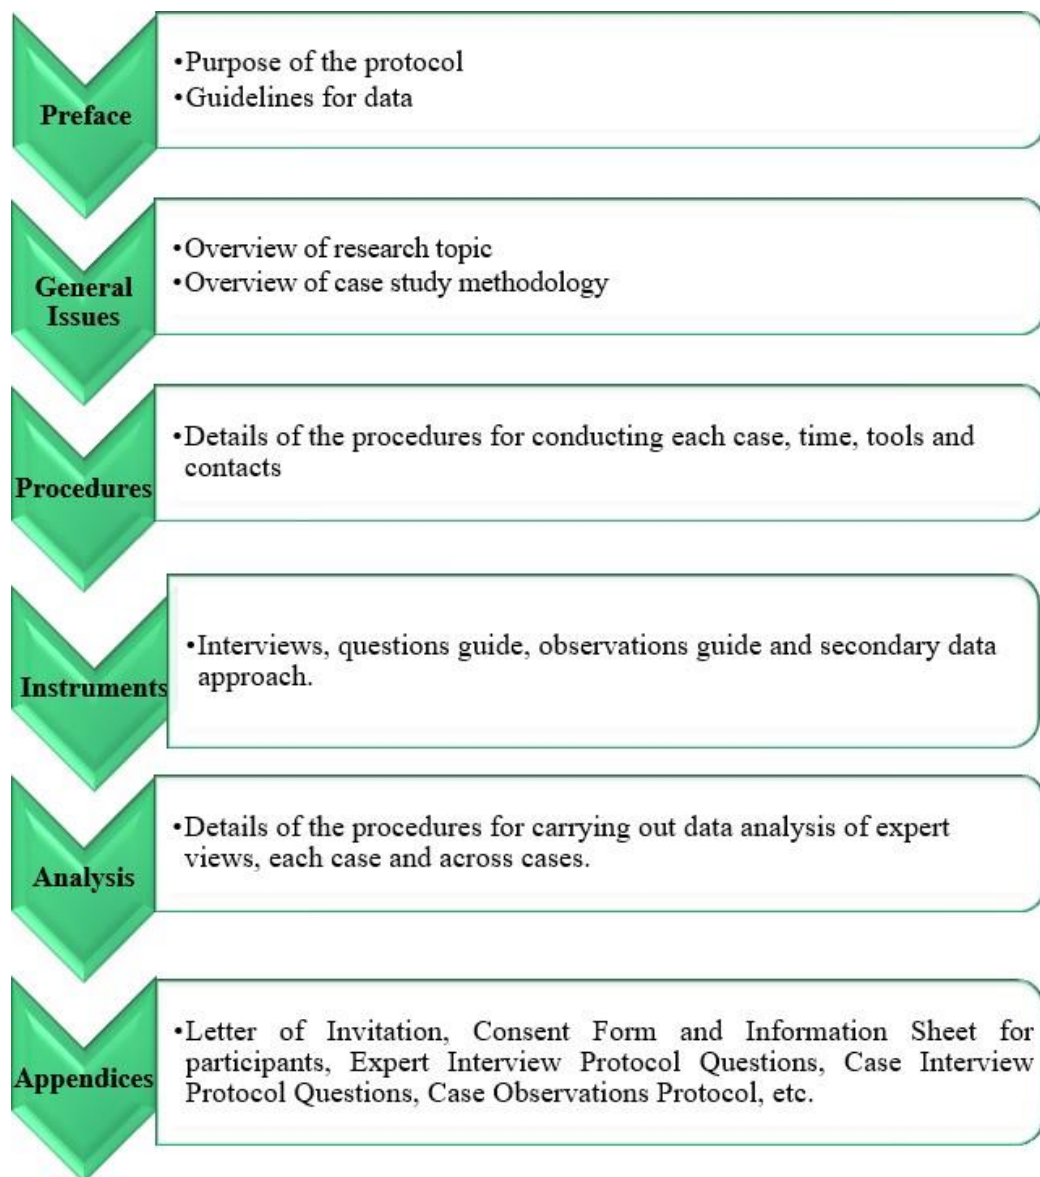 Preface
•Purpose of the protocol
•Guidelines for data
General
Issues
•Overview of research topic
•Overview of case study methodology
Procedures
•Details of the procedures for conducting each case, time, tools and
contacts
Instruments
•Interviews, questions guide, observations guide and secondary data
approach.
Analysis
•Details of the procedures for carrying out data analysis of expert
views, each case and across cases.
Appendices
•Letter of Invitation, Consent Form and Information Sheet for
participants, Expert Interview Protocol Questions, Case Interview
Protocol Questions, Case Observations Protocol, etc.